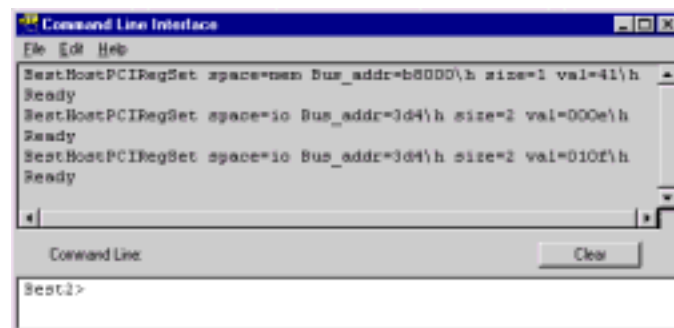 Command Line Interface
File Edit Help
BestHostPCIRegSet space=mem Bus_addr=b8000\h size=1 val=41\h
Ready
BestHostPCIRegSet space=io Bus_addr=3d4\h size=2 val=000e\h
Ready
BestHostPCIRegSet space=io Bus_addr=3d4\h size=2 val=010f\h
Ready
Command Line:
Clear
Best2>